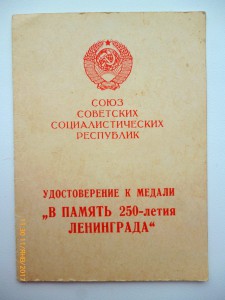 СОЮЗ
СОВЕТСКИХ
СОЦИАЛИСТИЧЕСКИХ
РЕСПУБЛИК
УДОСТОВЕРЕНИЕ К МЕДАЛИ
„В ПАМЯТЬ 250-летия
ЛЕНИНГРАДА“